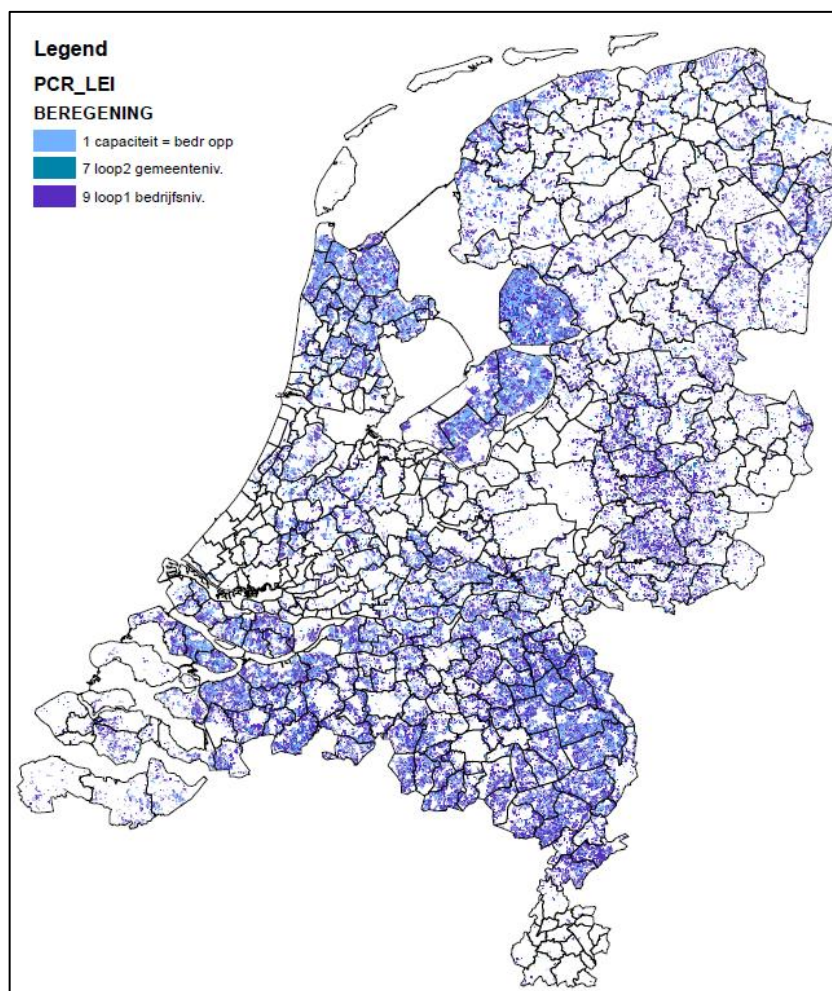 Legend
PCR_LEI
BEREGENING
1 capaciteit = bedr opp
7 loop2 gemeenteniv.
9 loop1 bedrijfsniv.